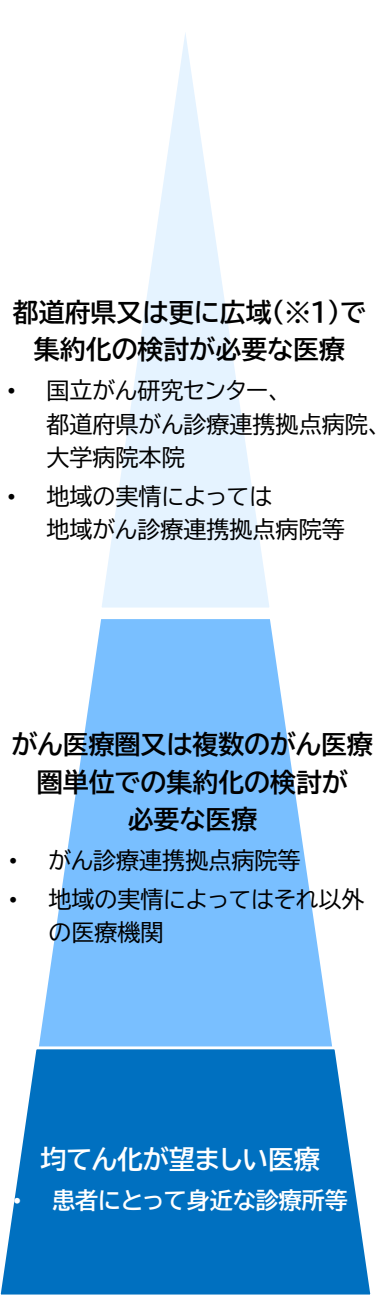 都道府県又は更に広域(※1)で
集約化の検討が必要な医療
• 国立がん研究センター、
都道府県がん診療連携拠点病院、
大学病院本院
• 地域の実情によっては
地域がん診療連携拠点病院等
がん医療圏又は複数のがん医療
圏単位での集約化の検討が
必要な医療
• がん診療連携拠点病院等
• 地域の実情によってはそれ以外
の医療機関
均てん化が望ましい医療
• 患者にとって身近な診療所等